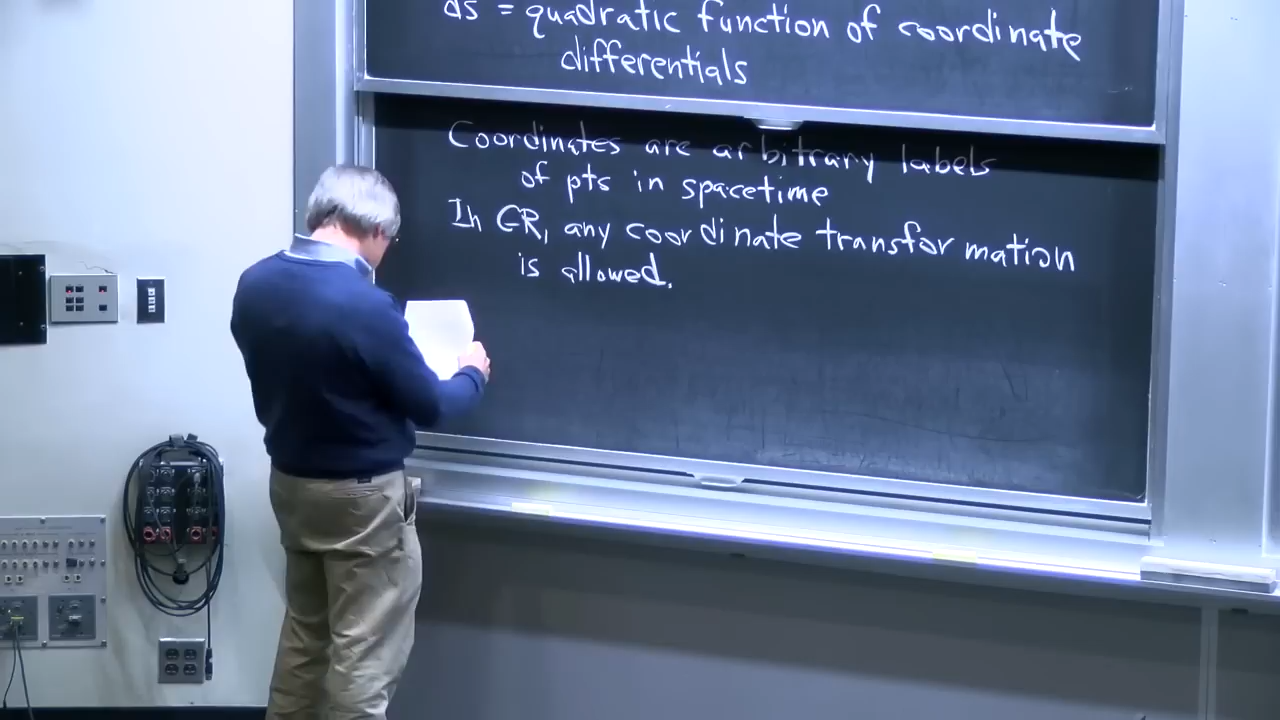 ds = quadratic function of coordinate
differentials
Coordinates are arbitrary labels
of pts in spacetime
In GR, any coordinate transformation
is allowed.